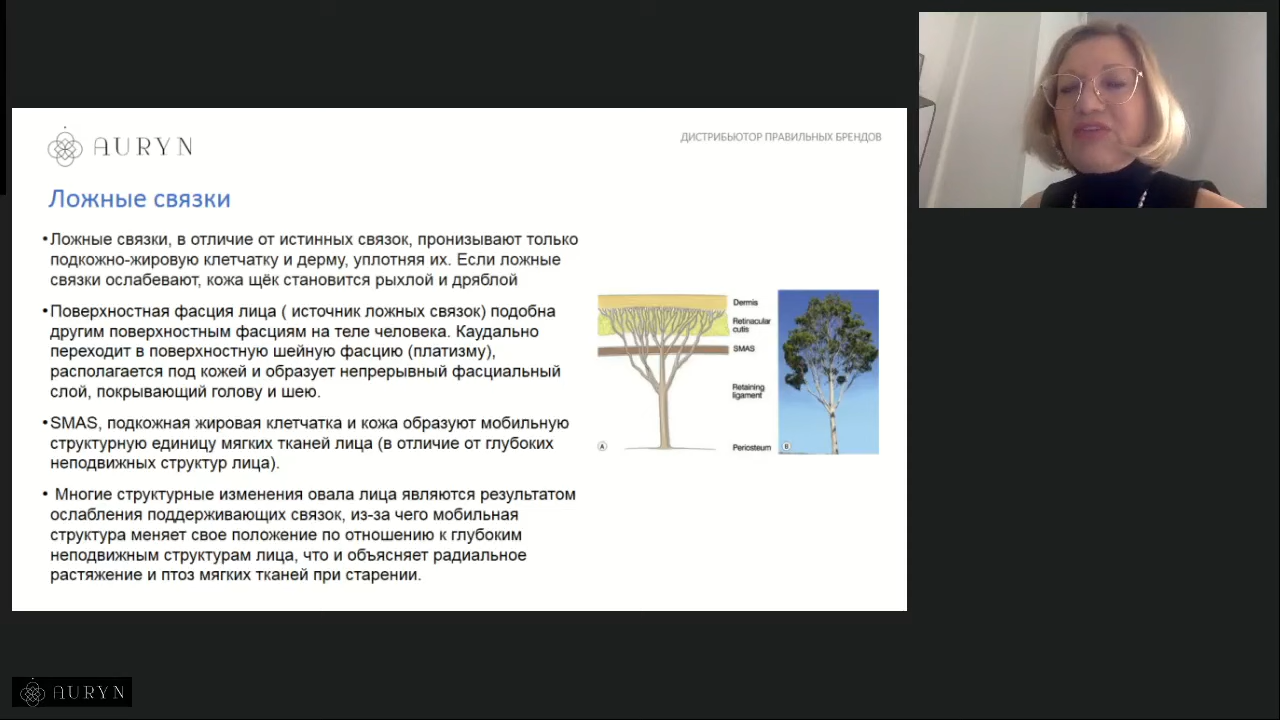 AURYN
ДИСТРИБЬЮТОР ПРАВИЛЬНЫХ БРЕНДОВ
Ложные связки
•Ложные связки, в отличие от истинных связок, пронизывают только
подкожно-жировую клетчатку и дерму, уплотняя их. Если ложные
связки ослабевают, кожа щёк становится рыхлой и дряблой
•Поверхностная фасция лица ( источник ложных связок) подобна
другим поверхностным фасциям на теле человека. Каудально
переходит в поверхностную шейную фасцию (платизму),
располагается под кожей и образует непрерывный фасциальный
слой, покрывающий голову и шею.
•SMAS, подкожная жировая клетчатка и кожа образуют мобильную
структурную единицу мягких тканей лица (в отличие от глубоких
неподвижных структур лица).
• Многие структурные изменения овала лица являются результатом
ослабления поддерживающих связок, из-за чего мобильная
структура меняет свое положение по отношению к глубоким
неподвижным структурам лица, что и объясняет радиальное
растяжение и птоз мягких тканей при старении.
Dermis
Retinacular
cutis
SMAS
Retaining
ligament
Periosteum
A
B
AURYN